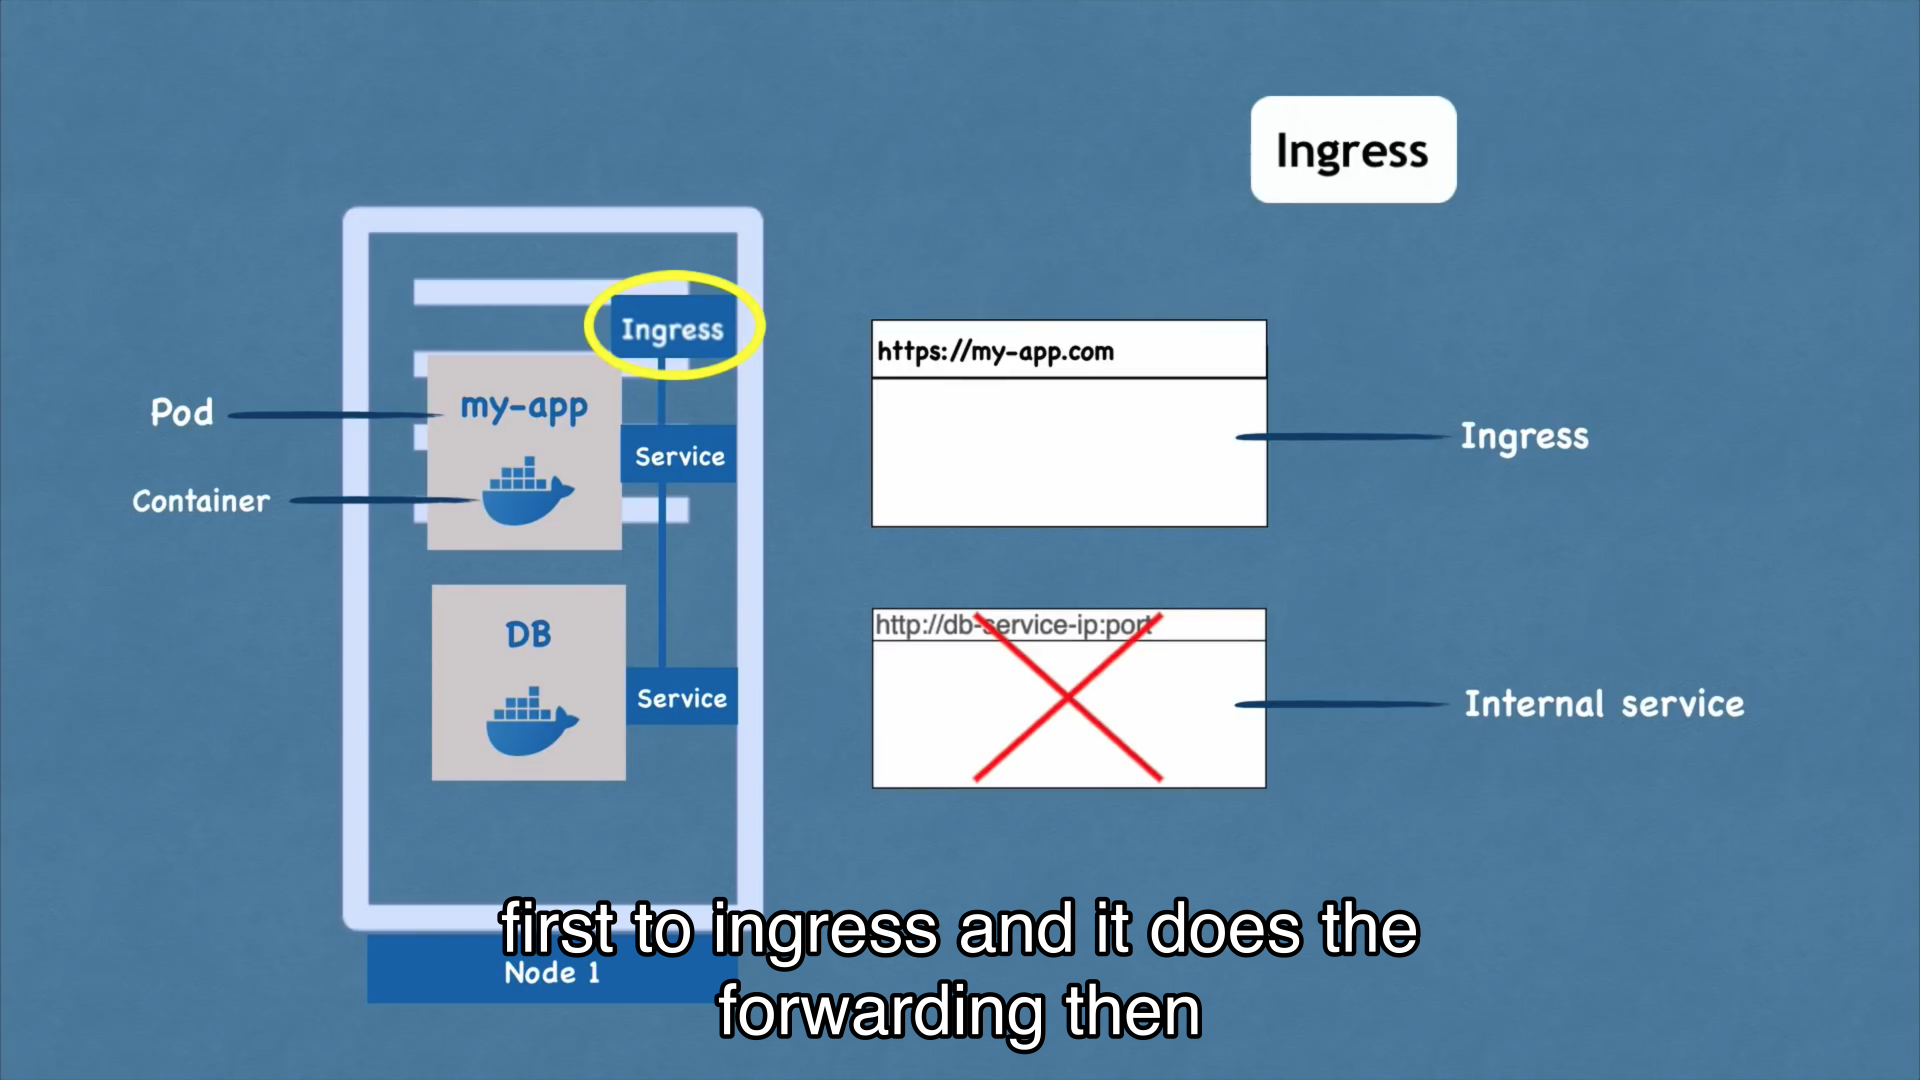 Ingress
Ingress
https://my-app.com
Pod
my-app
Ingress
Service
Container
http://db-service-ip:port
DB
Service
Internal service
first to ingress and it does the
Node 1
forwarding then